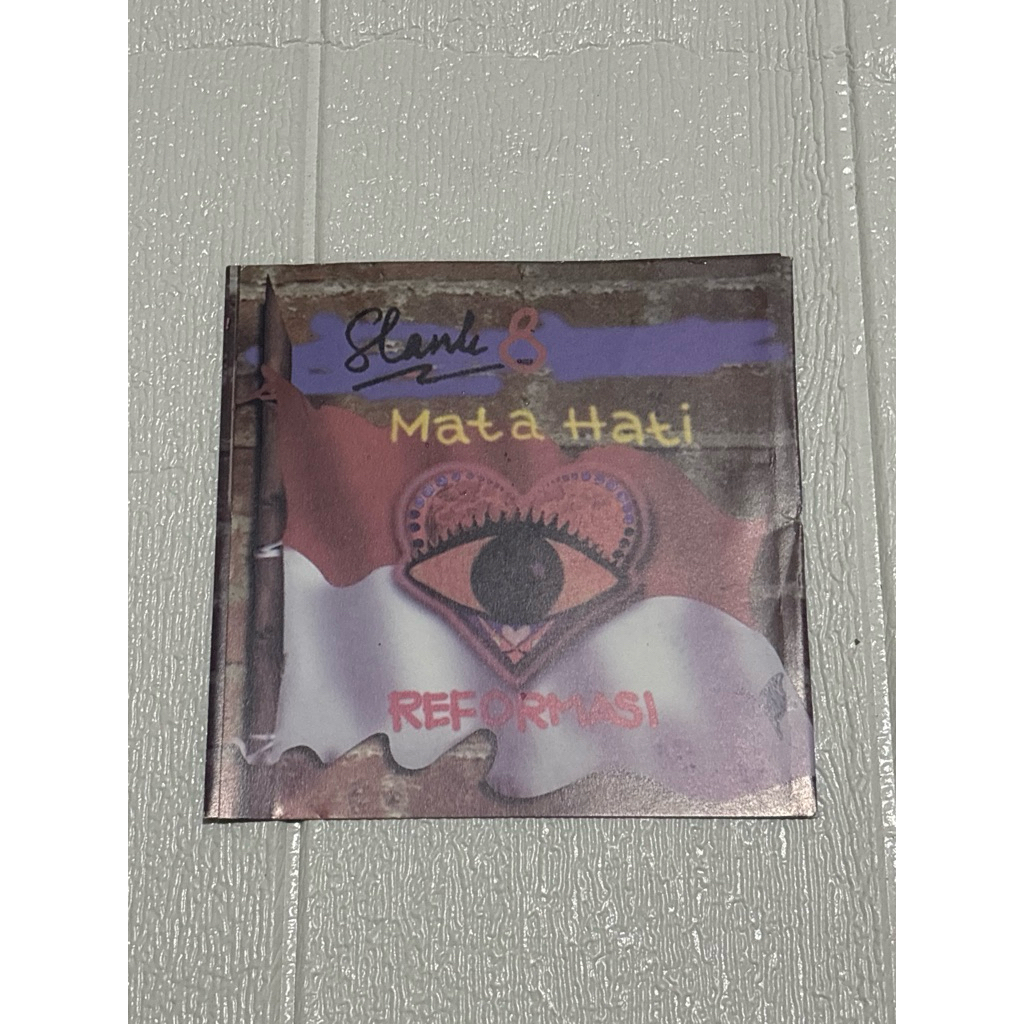 Slank 8
Mata Hati
REFORMASI